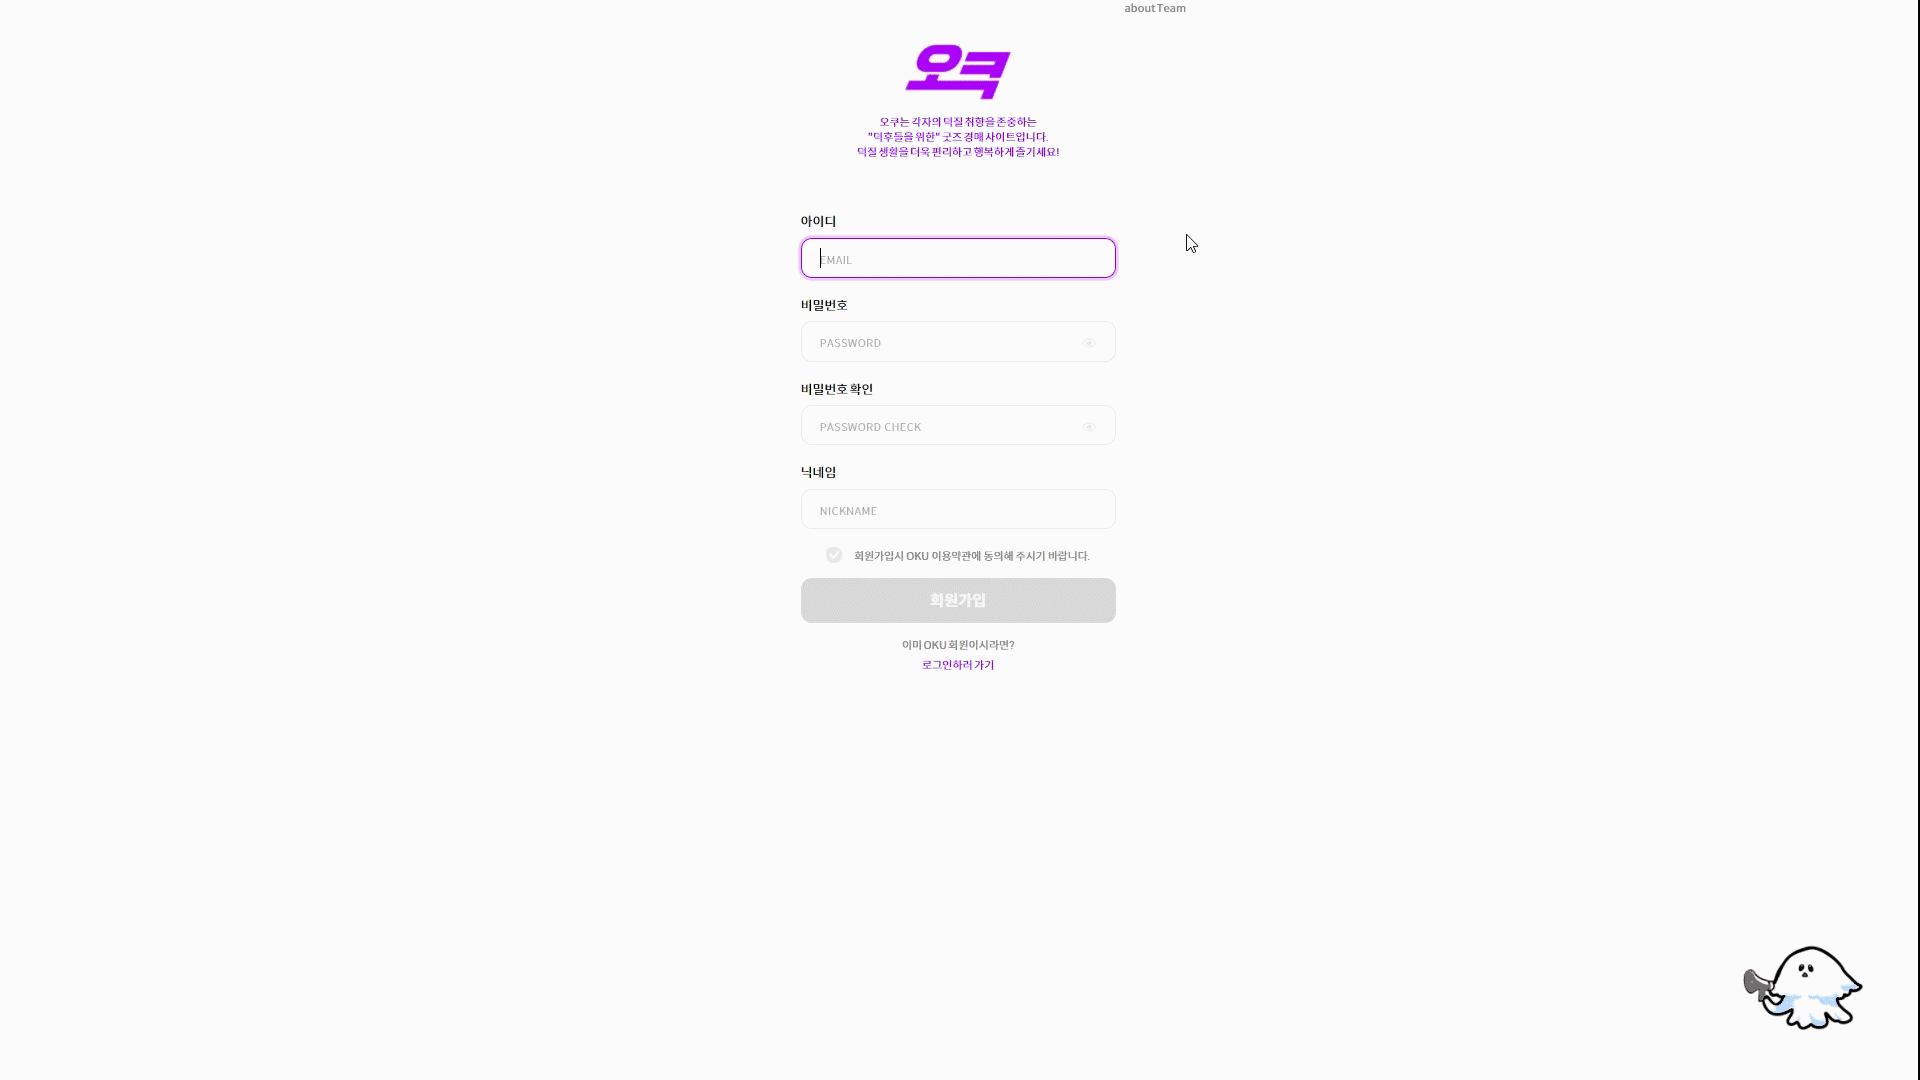 about Team
오쿠
오쿠는 각자의 덕질 취향을 존중하는
"덕후들을 위한" 굿즈 경매 사이트입니다.
덕질 생활을 더욱 편리하고 행복하게 즐기세요!
아이디
EMAIL
비밀번호
PASSWORD
비밀번호 확인
PASSWORD CHECK
닉네임
NICKNAME
회원가입시 OKU 이용약관에 동의해 주시기 바랍니다.
회원가입
이미 OKU 회원이시라면?
로그인하러 가기